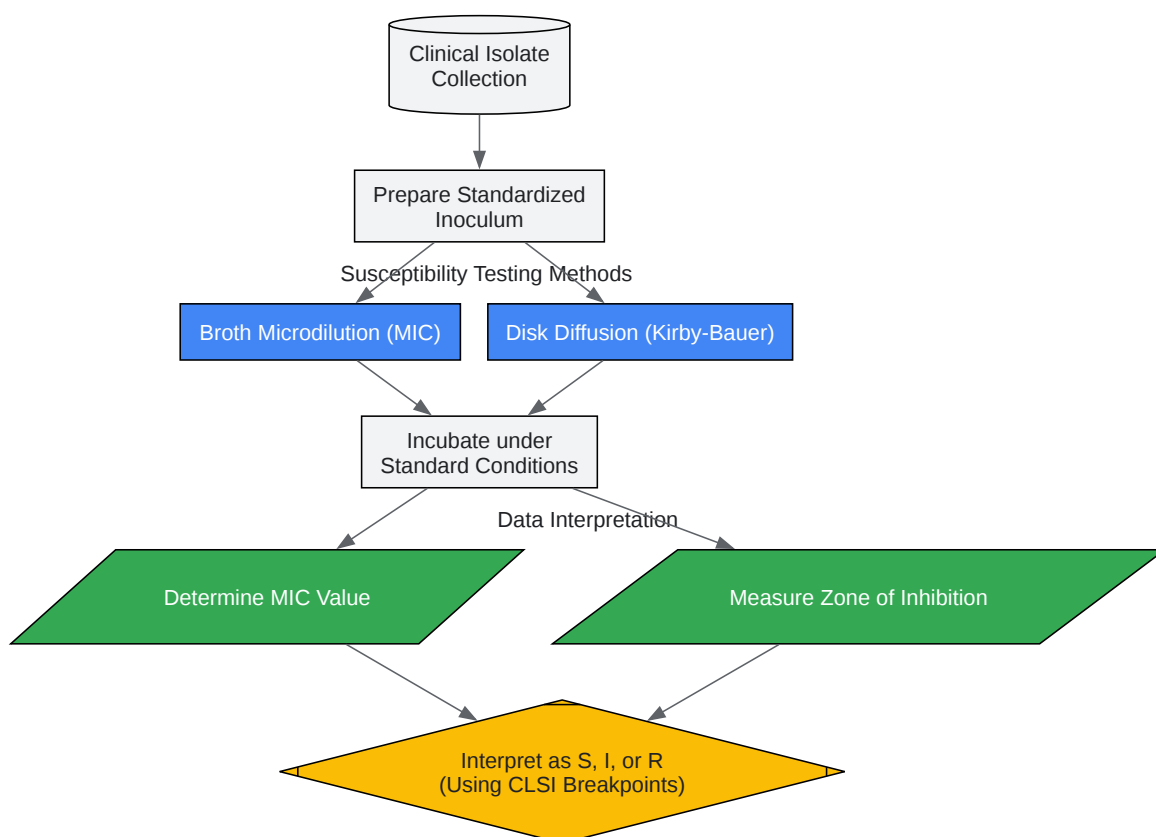 Clinical Isolate
Collection
Prepare Standardized
Inoculum
Susceptibility Testing Methods
Broth Microdilution (MIC)
Disk Diffusion (Kirby-Bauer)
Incubate under
Standard Conditions
Data Interpretation
Determine MIC Value
Measure Zone of Inhibition
Interpret as S, I, or R
(Using CLSI Breakpoints)